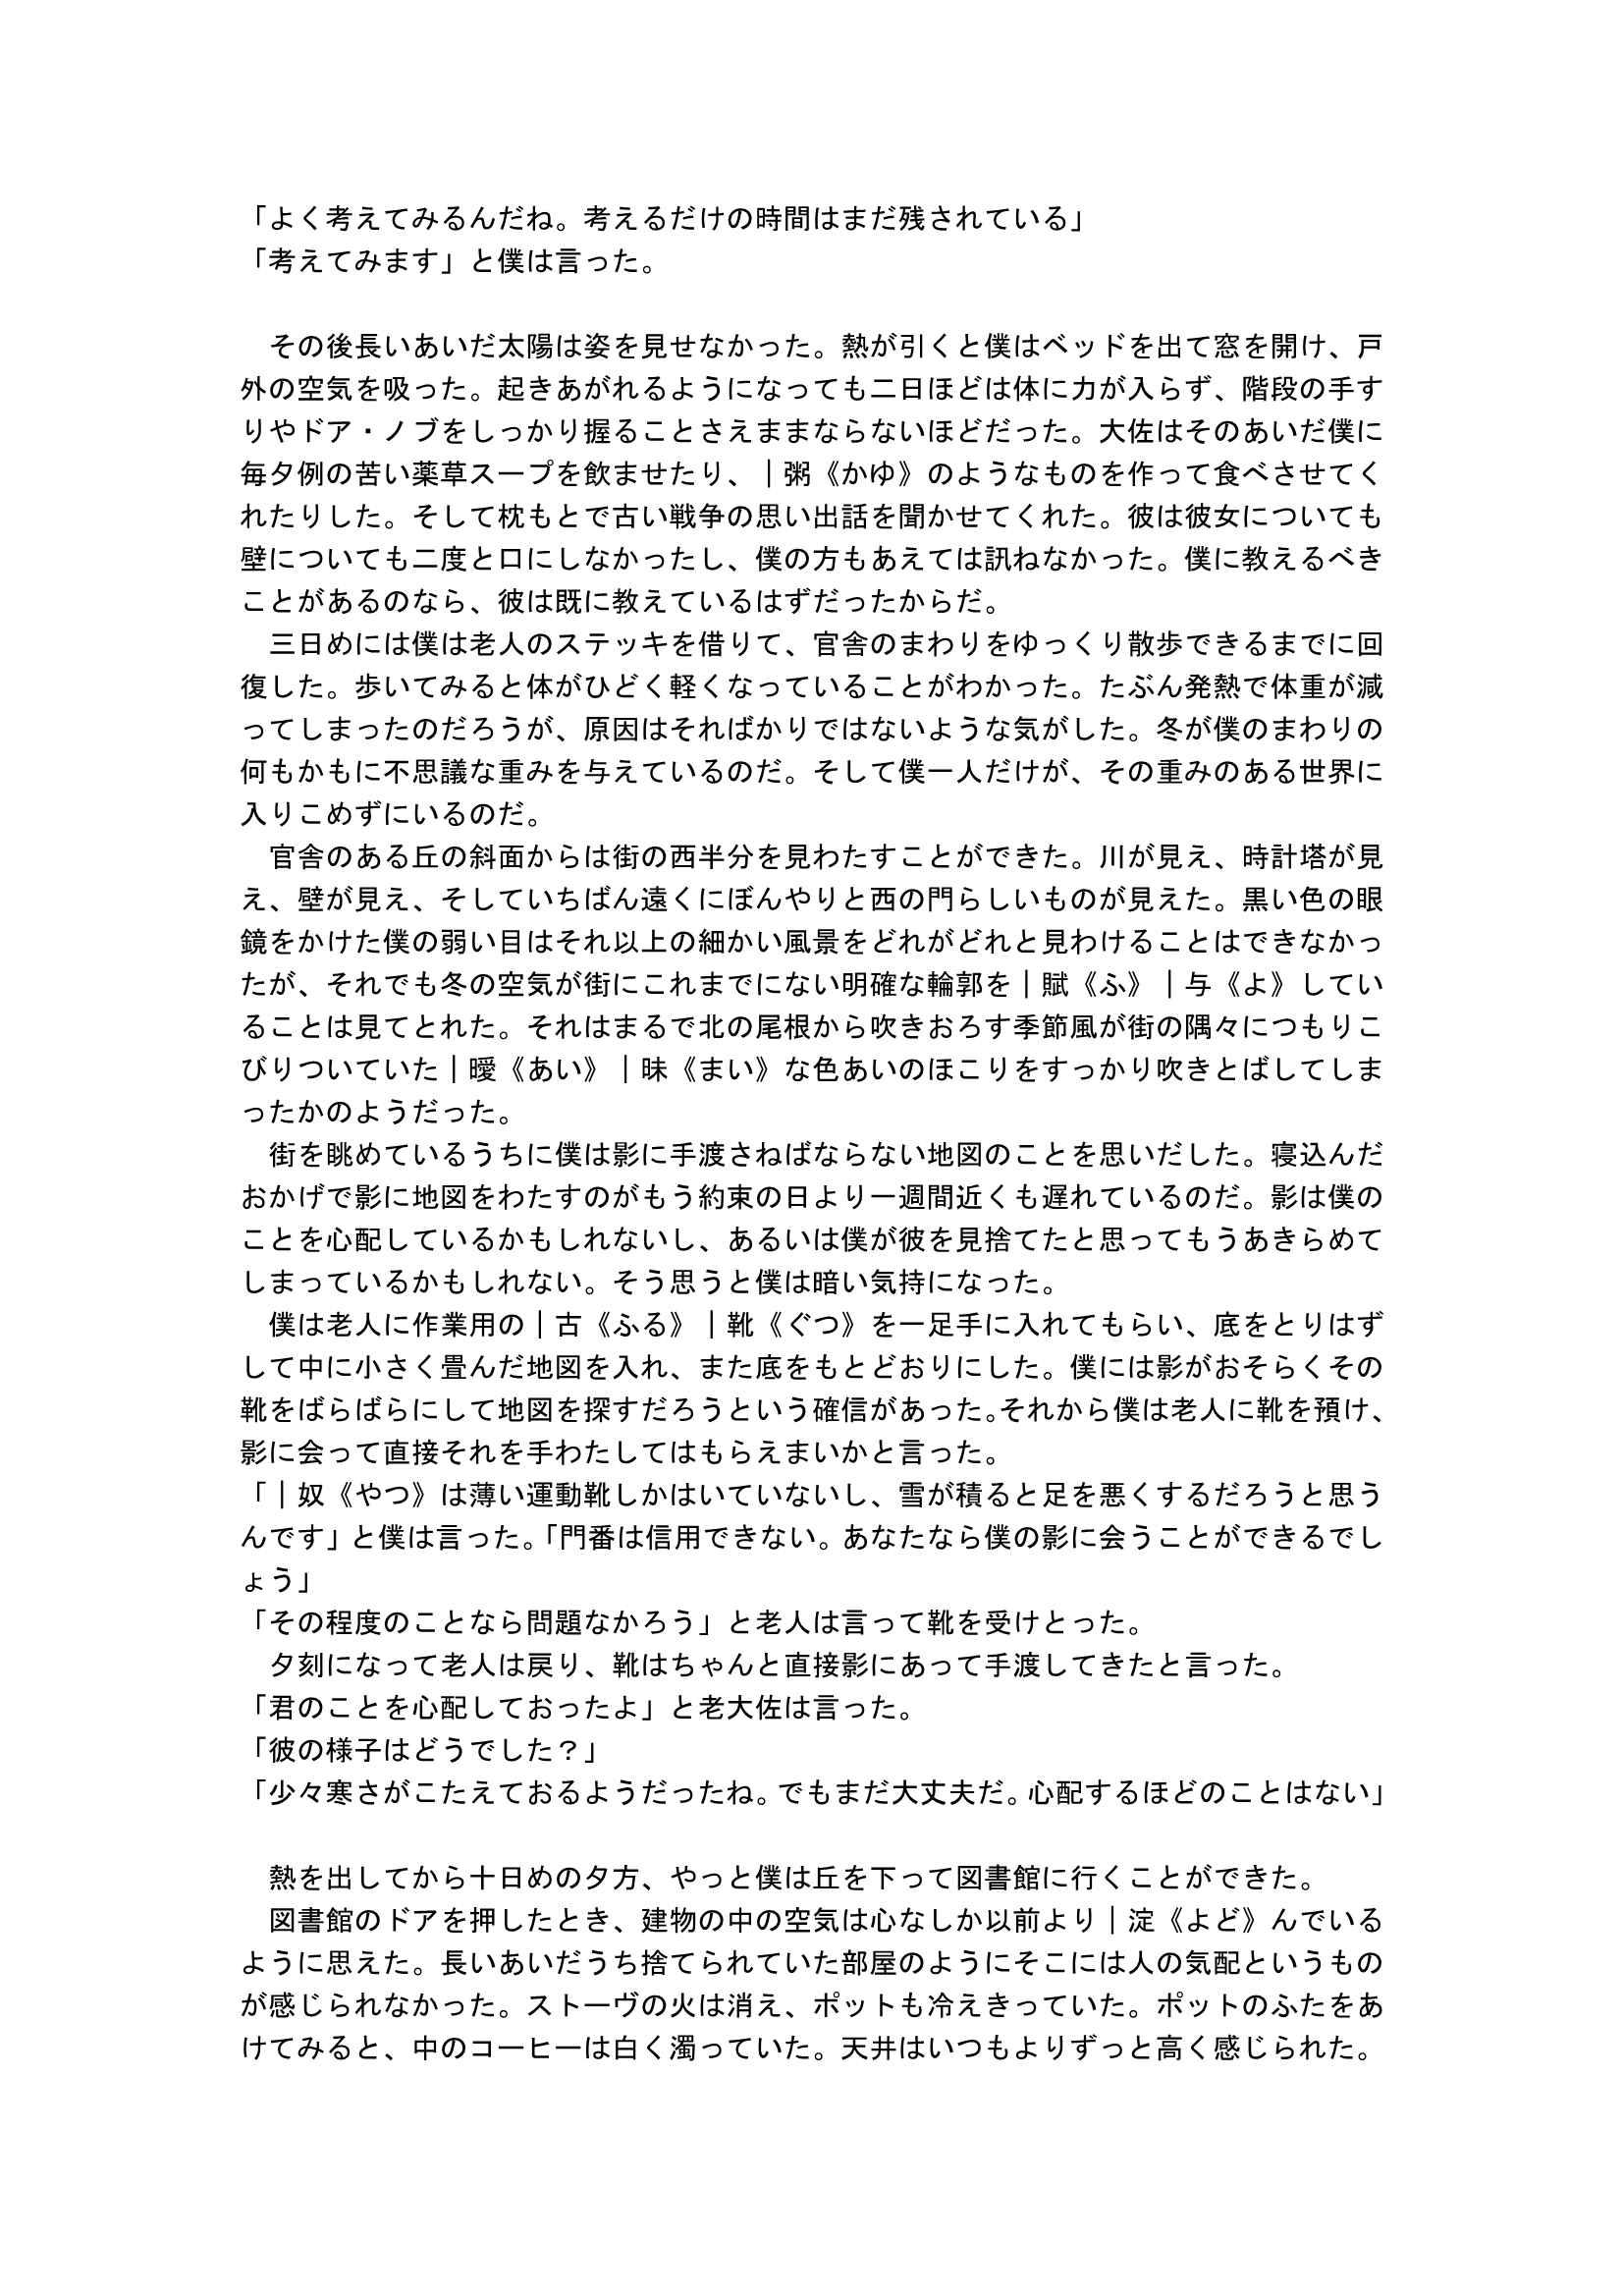 「よく考えてみるんだね。考えるだけの時間はまだ残されている」
「考えてみます」と僕は言った。
　その後長いあいだ太陽は姿を見せなかった。熱が引くと僕はベッドを出て窓を開け、戸
外の空気を吸った。起きあがれるようになっても二日ほどは体に力が入らず、階段の手す
りやドア・ノブをしっかり握ることさえままならないほどだった。大佐はそのあいだ僕に
毎夕例の苦い薬草スープを飲ませたり、｜粥《かゆ》のようなものを作って食べさせてく
れたりした。そして枕もとで古い戦争の思い出話を聞かせてくれた。彼は彼女についても
壁についても二度と口にしなかったし、僕の方もあえては訊ねなかった。僕に教えるべき
ことがあるのなら、彼は既に教えているはずだったからだ。
　三日めには僕は老人のステッキを借りて、官舎のまわりをゆっくり散歩できるまでに回
復した。歩いてみると体がひどく軽くなっていることがわかった。たぶん発熱で体重が減
ってしまったのだろうが、原因はそればかりではないような気がした。冬が僕のまわりの
何もかもに不思議な重みを与えているのだ。そして僕一人だけが、その重みのある世界に
入りこめずにいるのだ。
　官舎のある丘の斜面からは街の西半分を見わたすことができた。川が見え、時計塔が見
え、壁が見え、そしていちばん遠くにぼんやりと西の門らしいものが見えた。黒い色の眼
鏡をかけた僕の弱い目はそれ以上の細かい風景をどれがどれと見わけることはできなかっ
たが、それでも冬の空気が街にこれまでにない明確な輪郭を｜賦《ふ》｜与《よ》してい
ることは見てとれた。それはまるで北の尾根から吹きおろす季節風が街の隅々につもりこ
びりついていた｜曖《あい》｜昧《まい》な色あいのほこりをすっかり吹きとばしてしま
ったかのようだった。
　街を眺めているうちに僕は影に手渡さねばならない地図のことを思いだした。寝込んだ
おかげで影に地図をわたすのがもう約束の日より一週間近くも遅れているのだ。影は僕の
ことを心配しているかもしれないし、あるいは僕が彼を見捨てたと思ってもうあきらめて
しまっているかもしれない。そう思うと僕は暗い気持になった。
　僕は老人に作業用の｜古《ふる》｜靴《ぐつ》を一足手に入れてもらい、底をとりはず
して中に小さく畳んだ地図を入れ、また底をもとどおりにした。僕には影がおそらくその
靴をばらばらにして地図を探すだろうという確信があった。それから僕は老人に靴を預け、
影に会って直接それを手わたしてはもらえまいかと言った。
「｜奴《やつ》は薄い運動靴しかはいていないし、雪が積ると足を悪くするだろうと思う
んです」と僕は言った。「門番は信用できない。あなたなら僕の影に会うことができるでし
ょう」
「その程度のことなら問題なかろう」と老人は言って靴を受けとった。
　夕刻になって老人は戻り、靴はちゃんと直接影にあって手渡してきたと言った。
「君のことを心配しておったよ」と老大佐は言った。
「彼の様子はどうでした？」
「少々寒さがこたえておるようだったね。でもまだ大丈夫だ。心配するほどのことはない」
　熱を出してから十日めの夕方、やっと僕は丘を下って図書館に行くことができた。
　図書館のドアを押したとき、建物の中の空気は心なしか以前より｜淀《よど》んでいる
ように思えた。長いあいだうち捨てられていた部屋のようにそこには人の気配というもの
が感じられなかった。ストーヴの火は消え、ポットも冷えきっていた。ポットのふたをあ
けてみると、中のコーヒーは白く濁っていた。天井はいつもよりずっと高く感じられた。